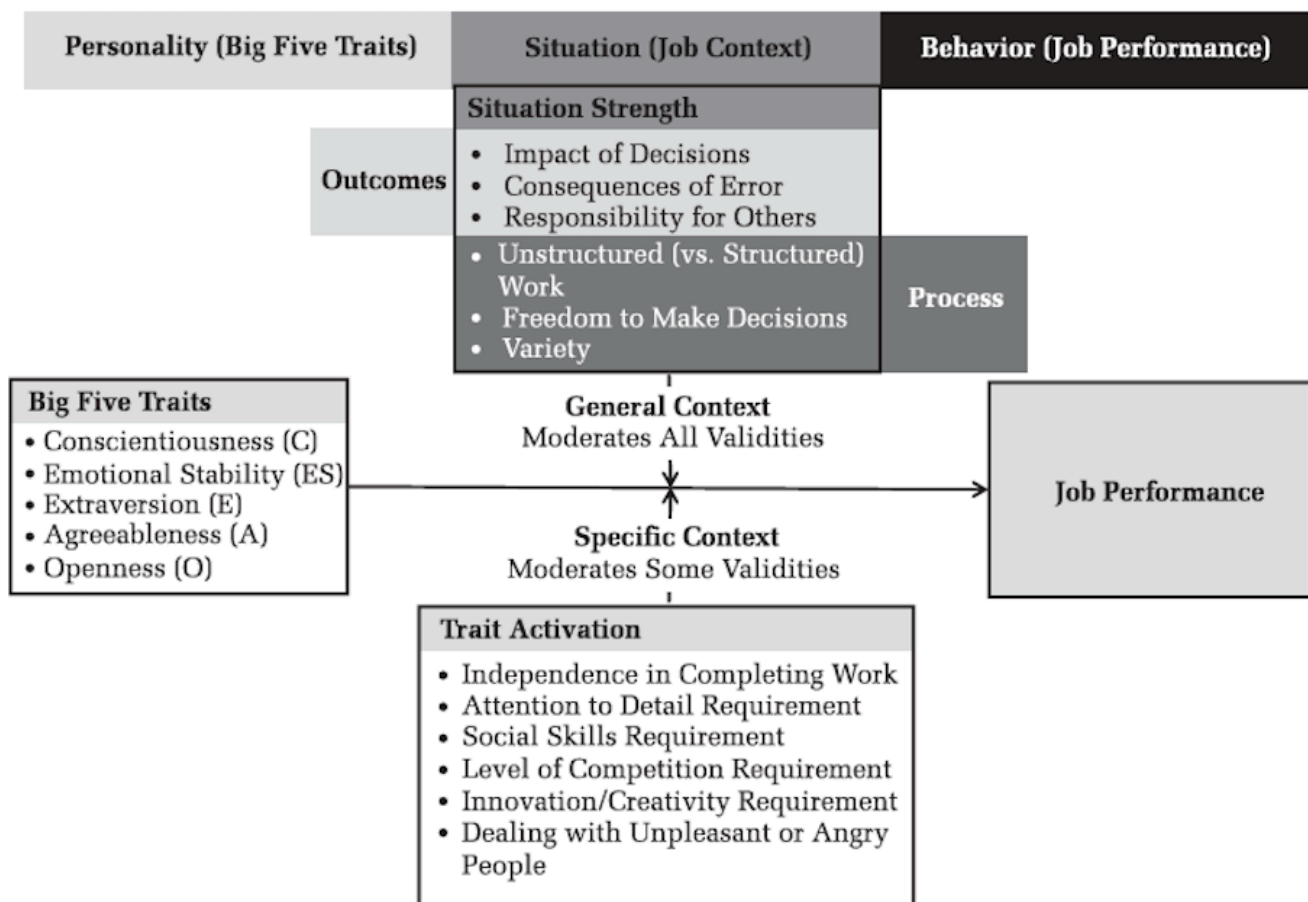 Personality (Big Five Traits)
Situation (Job Context)
Behavior (Job Performance)
Situation Strength
Outcomes
• Impact of Decisions
• Consequences of Error
• Responsibility for Others
• Unstructured (vs. Structured)
Work
• Freedom to Make Decisions
• Variety
Process
Big Five Traits
• Conscientiousness (C)
• Emotional Stability (ES)
• Extraversion (E)
• Agreeableness (A)
• Openness (O)
General Context
Moderates All Validities
Specific Context
Moderates Some Validities
Job Performance
Trait Activation
• Independence in Completing Work
• Attention to Detail Requirement
• Social Skills Requirement
• Level of Competition Requirement
• Innovation/Creativity Requirement
• Dealing with Unpleasant or Angry
People